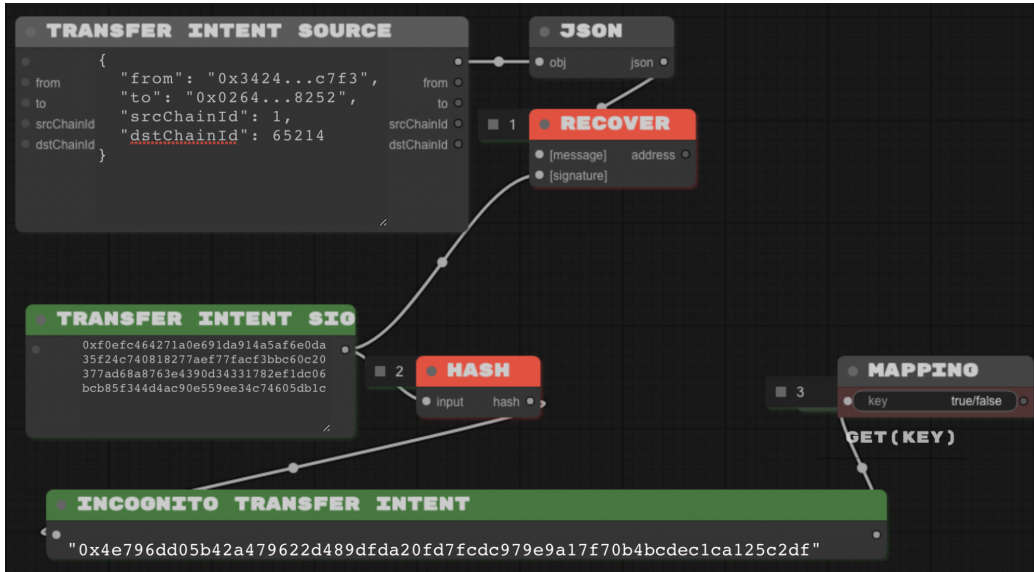 TRANSFER INTENT SOURCE
{
"from": "0x3424...c7f3",
"to": "0x0264...8252",
"srcChainId": 1,
"dstChainId": 65214
}
from
to
srcChainId
dstChainId
from
to
srcChainId
dstChainId
JSON
obj json
1
RECOVER
[message] address
[signature]
TRANSFER INTENT SIG
0xf0efc464271a0e691da914a5af6e0da
35f24c740818277aef77facf3bbc60c20
377ad68a8763e4390d34331782ef1dc06
bcb85f344d4ac90e559ee34c74605db1c
2
HASH
input hash
3
MAPPING
key true/false
GET(KEY)
INCOGNITO TRANSFER INTENT
"0x4e796dd05b42a479622d489dfda20fd7fcdc979e9a17f70b4bcdec1ca125c2df"